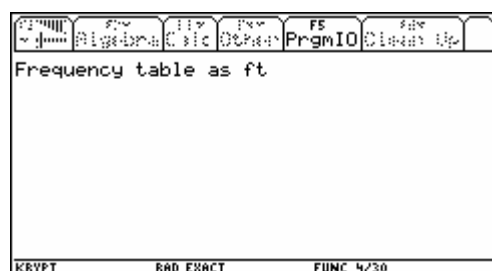 Algebra Calc Other F5 PrgmIO Clean Up
Frequency table as ft
KRYPT RAD EXACT FUNC 4/30